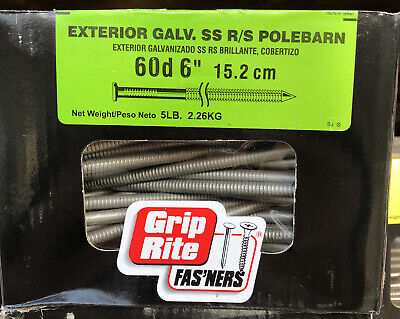 EXTERIOR GALV. SS R/S POLEBARN
EXTERIOR GALVANIZADO SS RS BRILLANTE, COBERTIZO
60d 6" 15.2 cm
Net Weight/Peso Neto 5LB. 2.26KG
Grip
Rite
®
FAS'NERS